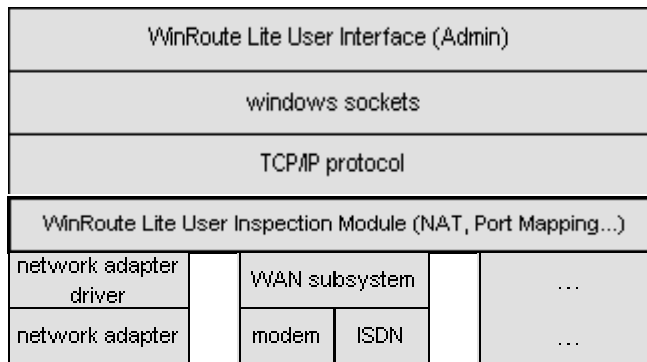 WinRoute Lite User Interface (Admin)
windows sockets
TCP/IP protocol
WinRoute Lite User Inspection Module (NAT, Port Mapping...)
network adapter
driver
WAN subsystem
...
network adapter
modem
ISDN
...